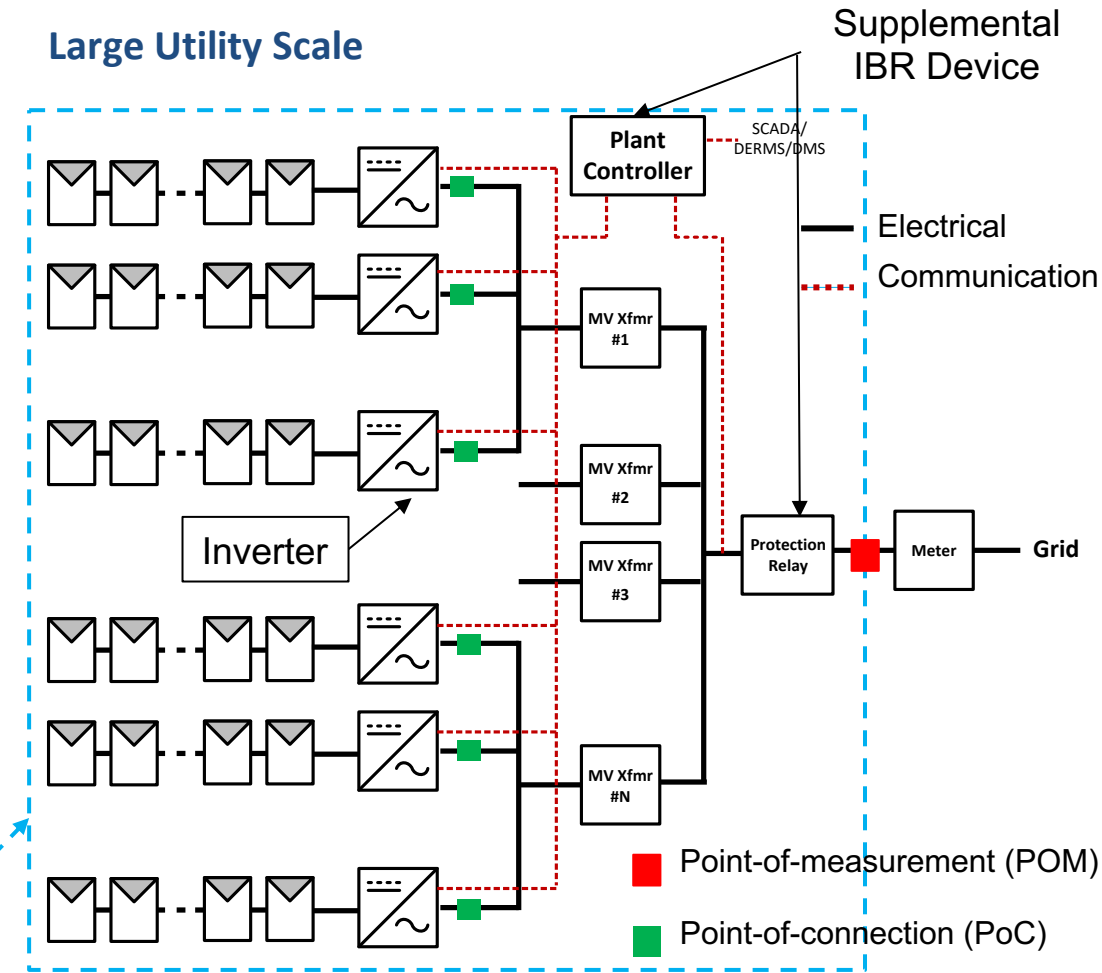 Large Utility Scale
Supplemental
IBR Device
Plant
Controller
SCADA/
DERMS/DMS
Electrical
Communication
MV Xfmr
#1
MV Xfmr
#2
Inverter
MV Xfmr
#3
Protection
Relay
Meter
Grid
MV Xfmr
#N
Point-of-measurement (POM)
Point-of-connection (PoC)